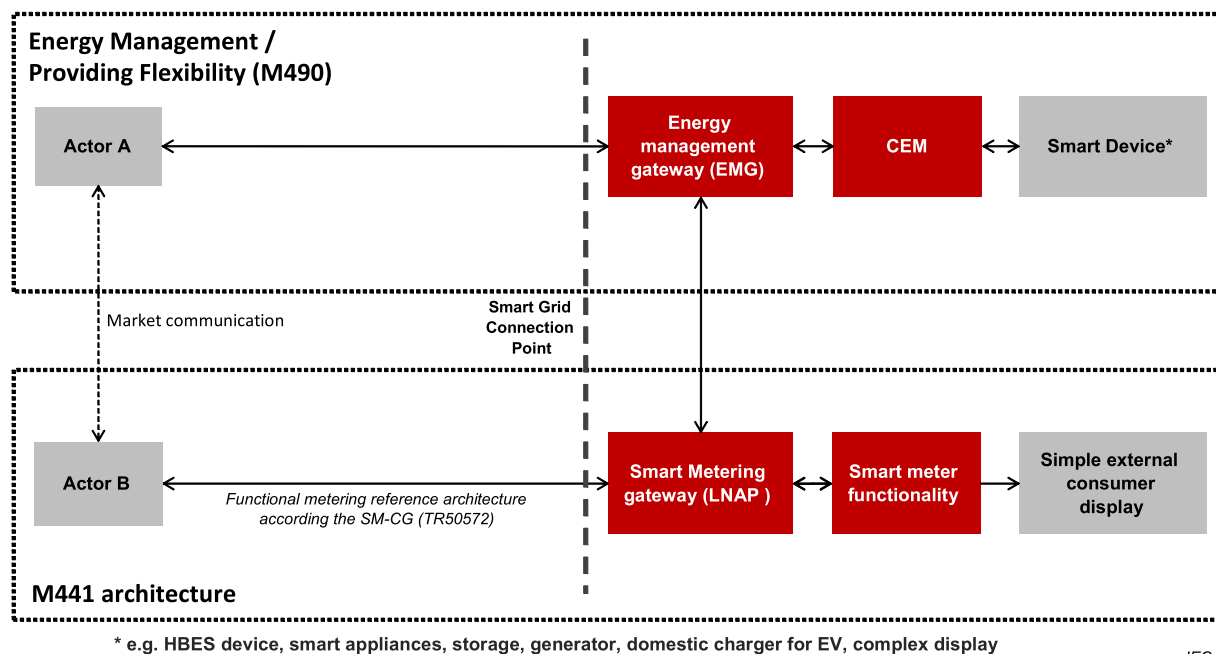 Energy Management /
Providing Flexibility (M490)
Actor A
Energy
management
gateway (EMG)
CEM
Smart Device*
Market communication
Smart Grid
Connection
Point
Actor B
Functional metering reference architecture
according the SM-CG (TR50572)
Smart Metering
gateway (LNAP )
Smart meter
functionality
Simple external
consumer
display
M441 architecture
* e.g. HBES device, smart appliances, storage, generator, domestic charger for EV, complex display